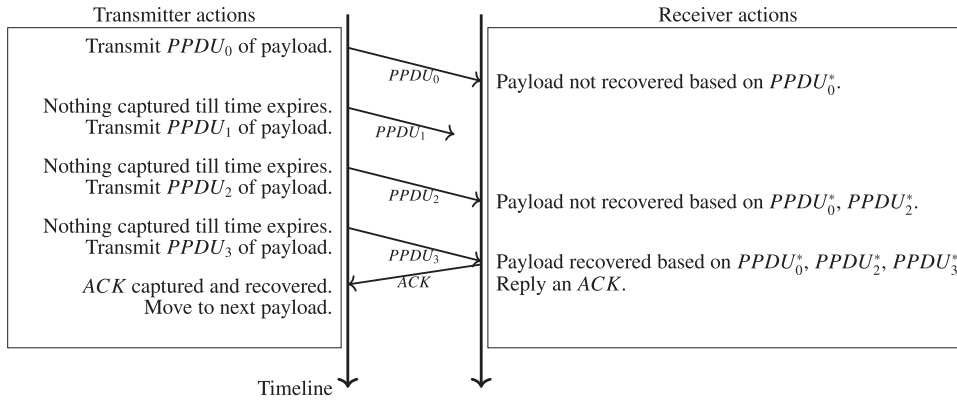 Transmitter actions
Receiver actions
Transmit PPDU₀ of payload.
PPDU₀
Payload not recovered based on PPDU₀*.
Nothing captured till time expires.
Transmit PPDU₁ of payload.
PPDU₁
Nothing captured till time expires.
Transmit PPDU₂ of payload.
PPDU₂
Payload not recovered based on PPDU₀*, PPDU₂*.
Nothing captured till time expires.
Transmit PPDU₃ of payload.
PPDU₃
Payload recovered based on PPDU₀*, PPDU₂*, PPDU₃*
Reply an ACK.
ACK
ACK captured and recovered.
Move to next payload.
Timeline